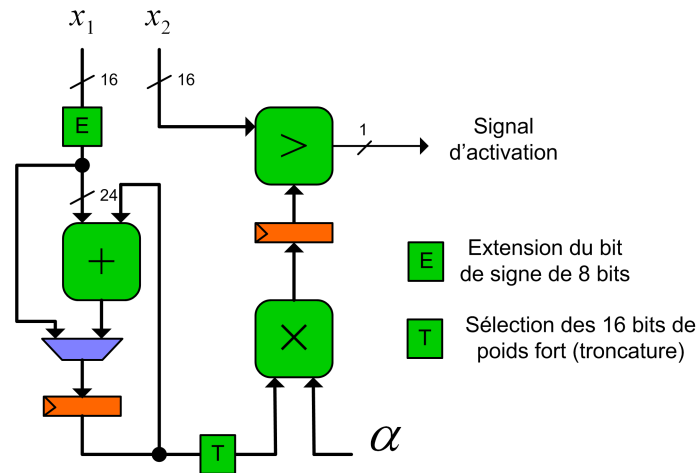 x₁ x₂
16 16
E
1
Signal
d'activation
>
24
+
E
Extension du bit
de signe de 8 bits
×
T
Sélection des 16 bits de
poids fort (troncature)
T
α